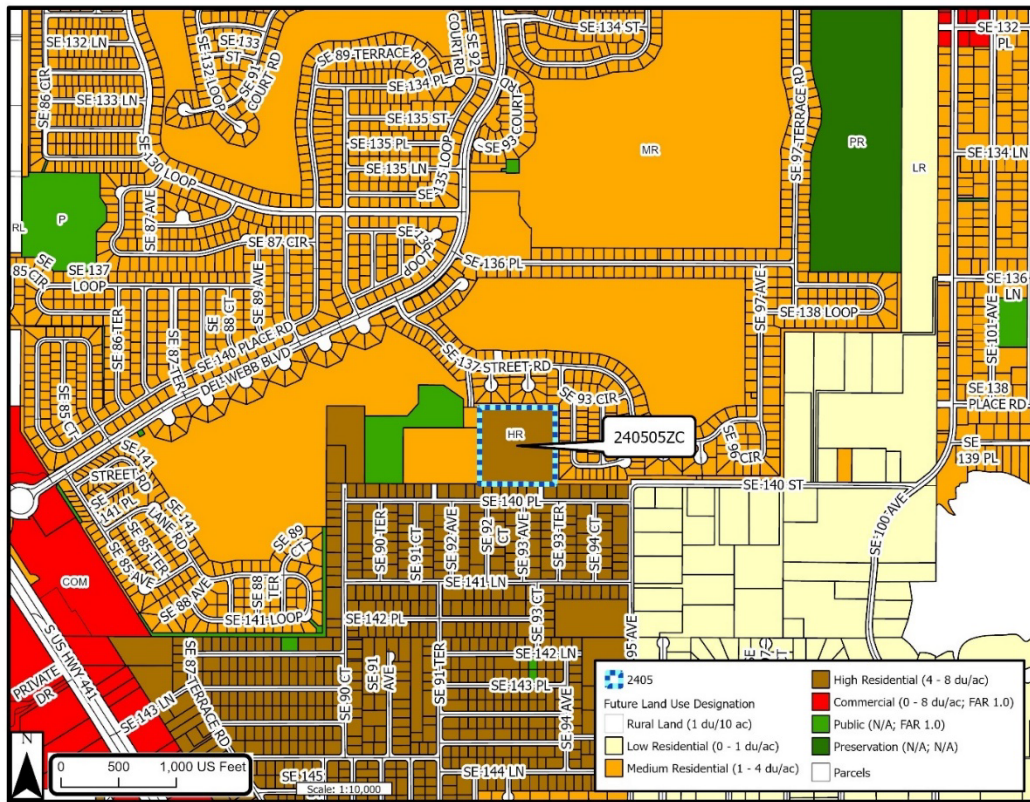 SE 132 LN
SE 133 ST
SE 132 LOOP
SE 91 COURT RD
SE 89 TERRACE RD
COURT RD
SE 92
SE 134 ST
SE 132 PL
SE 86 CIR
SE 133 LN
SE 134 PL
SE 135 ST
SE 93 COURT RD
SE 135 PL
SE 135 LN
SE 135 LOOP
MR
SE 97 TERRACE RD
PR
LR
SE 134 LN
SE 130 LOOP
P
RL
SE 87 AVE
SE 87 CIR
SE 136 LOOP
SE 136 PL
SE 85 CIR
SE 137 LOOP
SE 89 AVE
SE 88 CT
SE 86 TER
SE 87 TER
SE 97 AVE
SE 138 LOOP
SE 136 LN
SE 101 AVE
SE 140 PLACE RD
DEL WEBB BLVD
SE 137 STREET RD
SE 93 CIR
SE 138 PLACE RD
SE 85 CT
HR
240505ZC
SE 96 CIR
SE 139 PL
SE 141 STREET RD
SE 141 PL
SE 141 LANE RD
SE 85 TER
SE 85 AVE
SE 140 PL
SE 140 ST
SE 100 AVE
SE 90 TER
SE 91 CT
SE 92 AVE
SE 92 CT
SE 93 AVE
SE 93 TER
SE 94 CT
SE 89 CT
COM
SE 88 AVE
SE 88 TER
SE 141 LOOP
SE 141 LN
SE 142 PL
SE 93 CT
SE 95 AVE
S US HWY 441
PRIVATE DR
SE 143 LN
SE 87 TERRACE RD
SE 90 CT
SE 91 AVE
SE 91 TER
SE 142 LN
SE 143 PL
SE 94 AVE
SE 145
SE 144 LN
N
0 500 1,000 US Feet
Scale: 1:10,000
2405
Future Land Use Designation
Rural Land (1 du/10 ac)
Low Residential (0 - 1 du/ac)
Medium Residential (1 - 4 du/ac)
High Residential (4 - 8 du/ac)
Commercial (0 - 8 du/ac; FAR 1.0)
Public (N/A; FAR 1.0)
Preservation (N/A; N/A)
Parcels